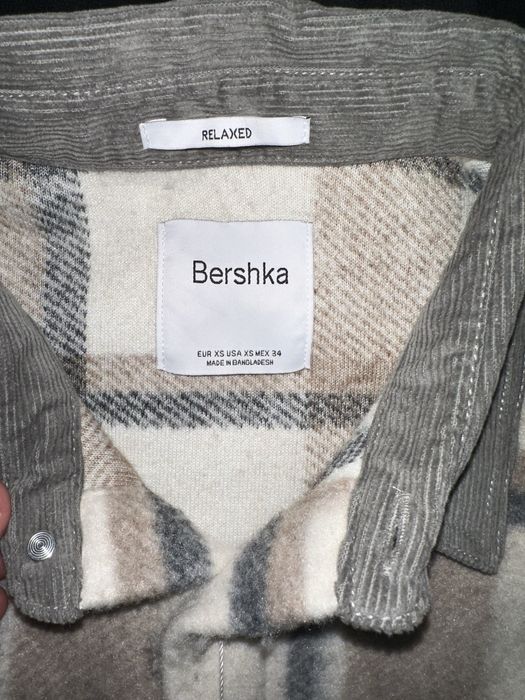 RELAXED
Bershka
EUR XS USA XS MEX 34
MADE IN BANGLADESH